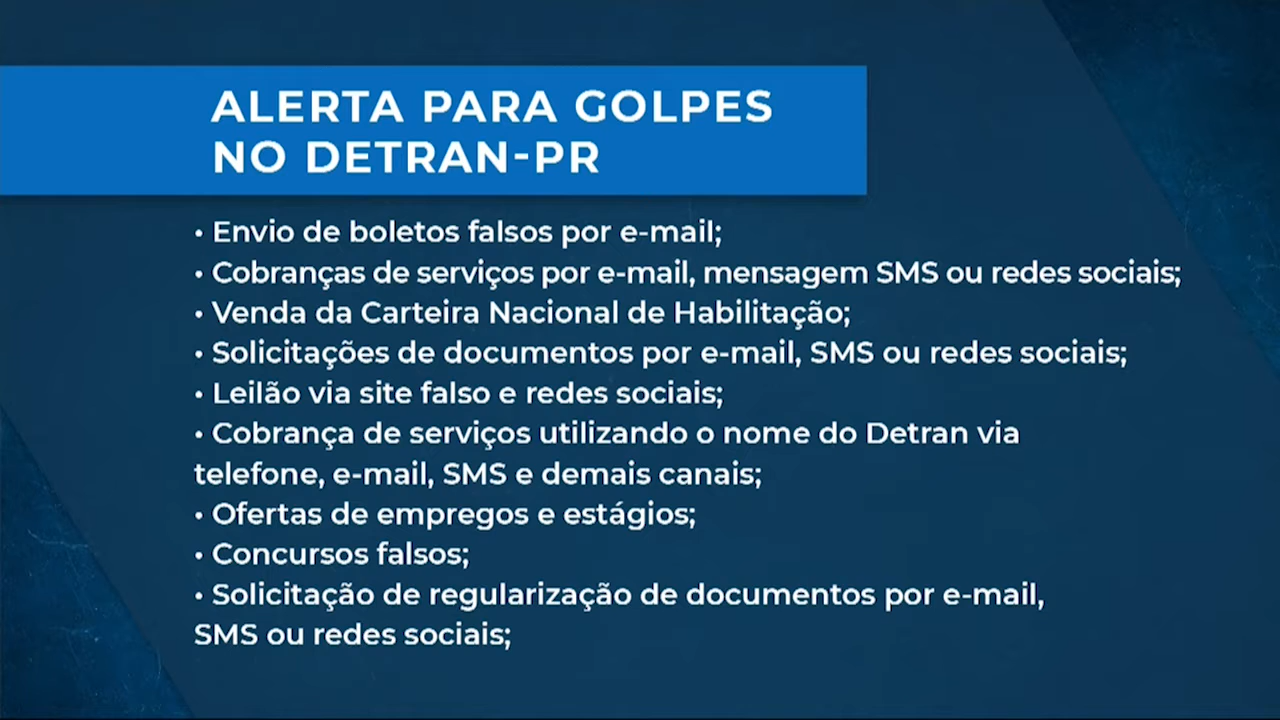 ALERTA PARA GOLPES
NO DETRAN-PR
• Envio de boletos falsos por e-mail;
• Cobranças de serviços por e-mail, mensagem SMS ou redes sociais;
• Venda da Carteira Nacional de Habilitação;
• Solicitações de documentos por e-mail, SMS ou redes sociais;
• Leilão via site falso e redes sociais;
• Cobrança de serviços utilizando o nome do Detran via
telefone, e-mail, SMS e demais canais;
• Ofertas de empregos e estágios;
• Concursos falsos;
• Solicitação de regularização de documentos por e-mail,
SMS ou redes sociais;